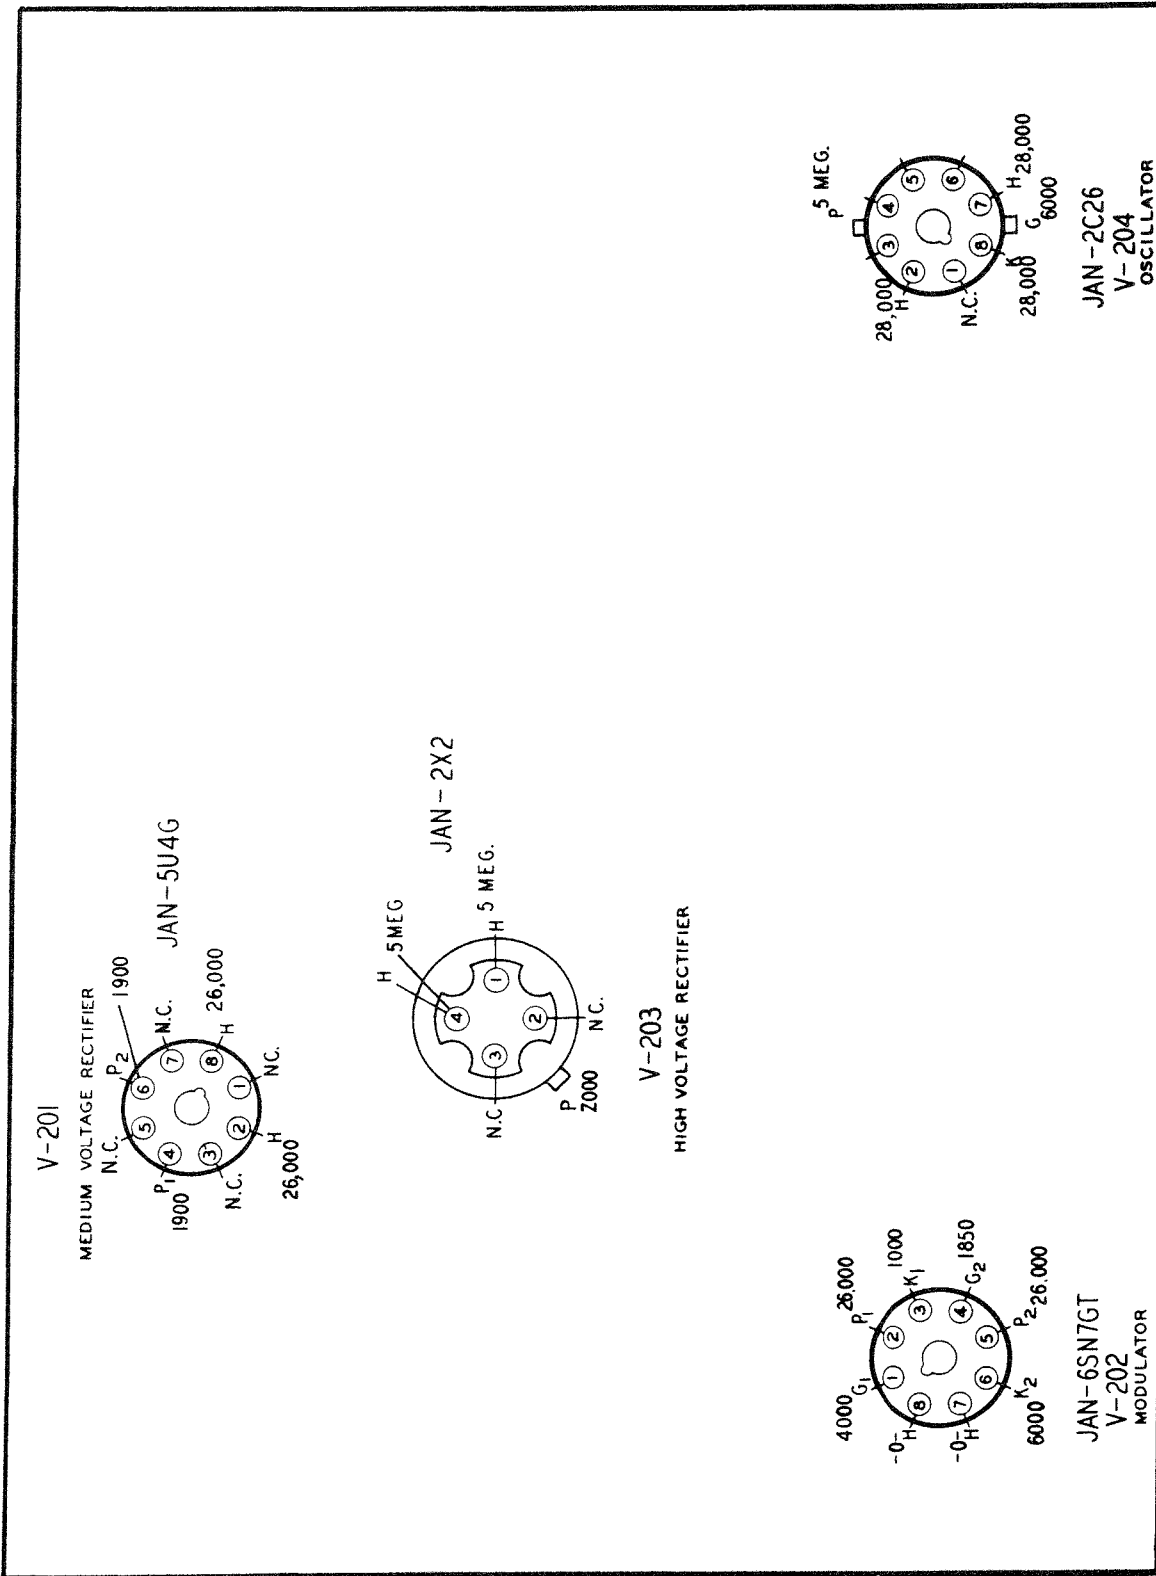 V-201
MEDIUM VOLTAGE RECTIFIER
N.C.
P2
1900
JAN-5U4G
P1
1900
5
6
7
N.C.
4
8
H
26,000
3
2
1
N.C.
N.C.
H
26,000
H
5 MEG
JAN-2X2
4
3
1
H 5 MEG.
2
N.C.
N.C.
P
Z000
V-203
HIGH VOLTAGE RECTIFIER
4000
G1
P1
26,000
1
2
-0-
H
8
3
K1
1000
-0-
H
7
4
G2 1850
6
5
K2
6000
P2
26.000
JAN-6SN7GT
V-202
MODULATOR
P
5 MEG.
28,000
H
3
4
2
5
1
6
8
7
N.C.
K
28,000
G
6000
H 28,000
JAN-2C26
V-204
OSCILLATOR